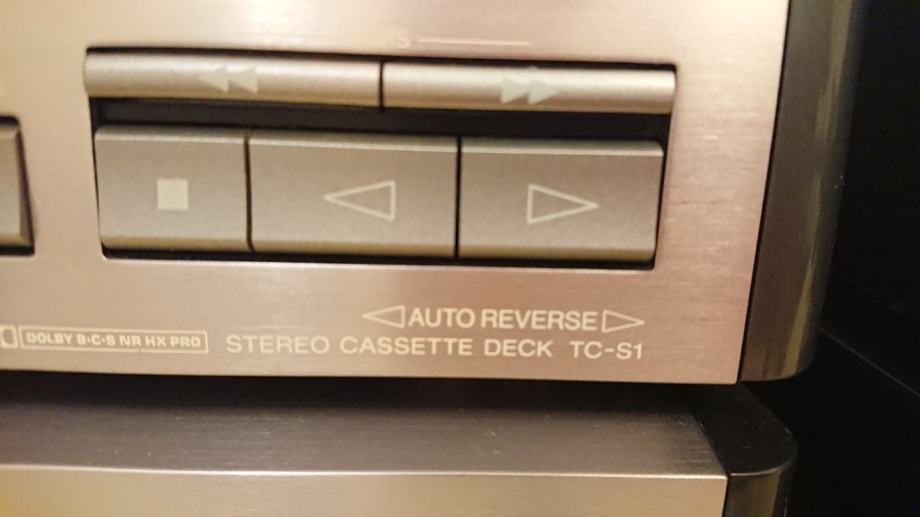 AUTO REVERSE
DOLBY B·C·S NR HX PRO
STEREO CASSETTE DECK TC-S1